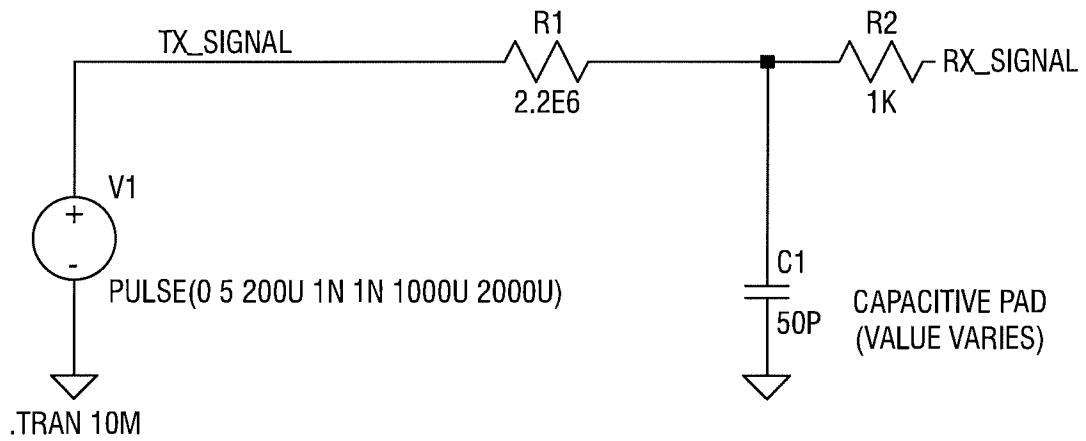 TX_SIGNAL
R1
2.2E6
R2
1K
RX_SIGNAL
V1
+
-
PULSE(0 5 200U 1N 1N 1000U 2000U)
C1
50P
CAPACITIVE PAD
(VALUE VARIES)
.TRAN 10M